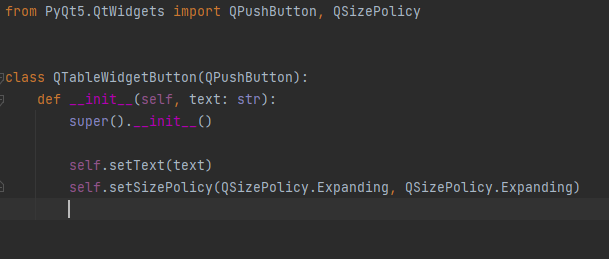 from PyQt5.QtWidgets import QPushButton, QSizePolicy
class QTableWidgetButton(QPushButton):
    def __init__(self, text: str):
        super().__init__()
        self.setText(text)
        self.setSizePolicy(QSizePolicy.Expanding, QSizePolicy.Expanding)